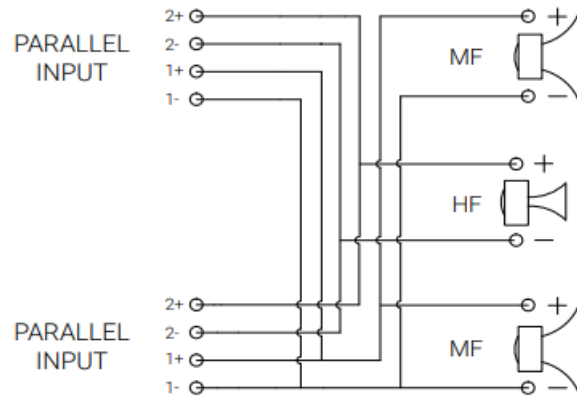 PARALLEL
INPUT
2+
2-
1+
1-
+
MF
−
+
HF
−
PARALLEL
INPUT
2+
2-
1+
1-
+
MF
−